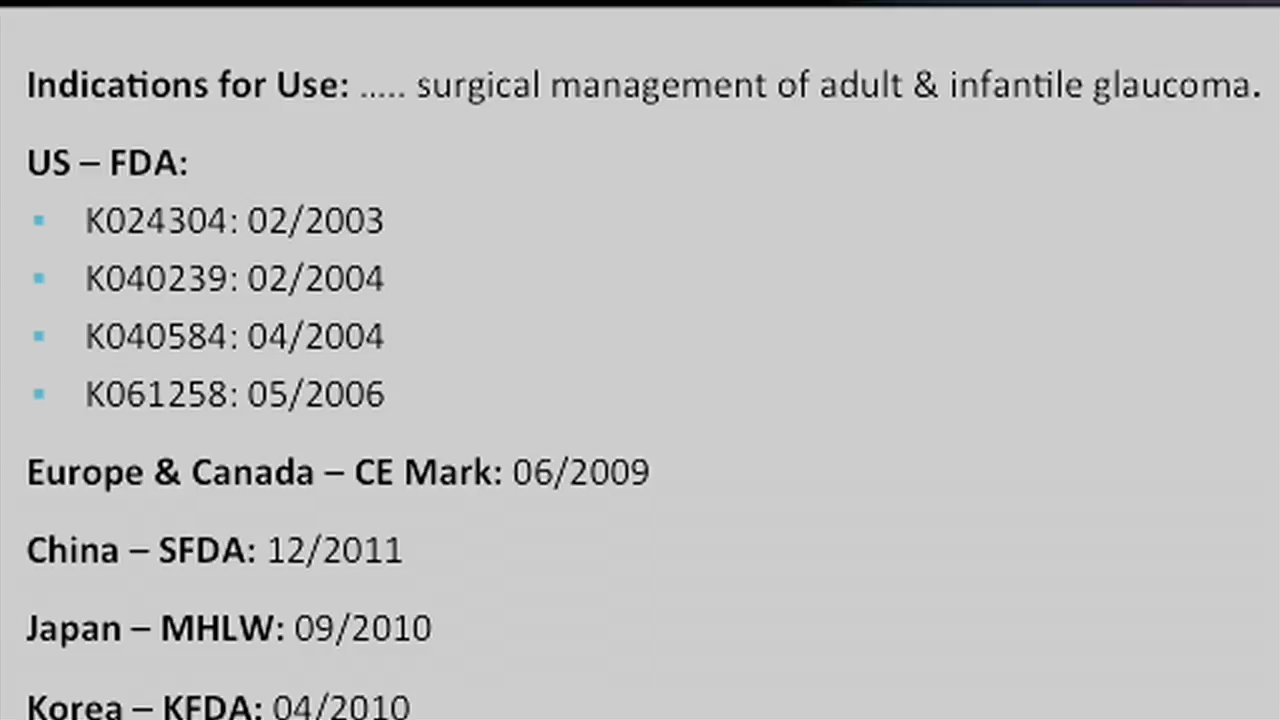 Indications for Use: ..... surgical management of adult & infantile glaucoma.
US – FDA:
▪ K024304: 02/2003
▪ K040239: 02/2004
▪ K040584: 04/2004
▪ K061258: 05/2006
Europe & Canada – CE Mark: 06/2009
China – SFDA: 12/2011
Japan – MHLW: 09/2010
Korea – KFDA: 04/2010